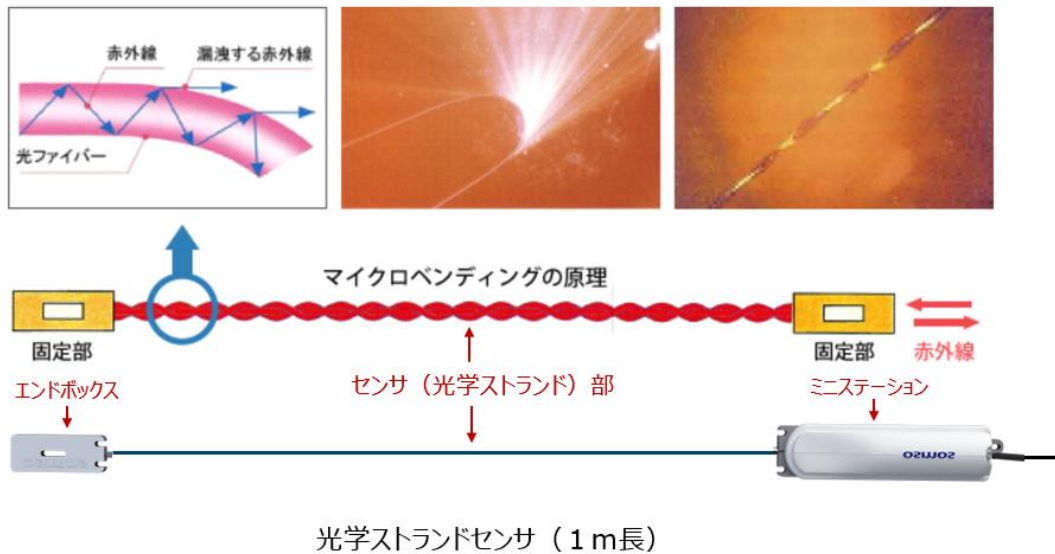 赤外線
漏洩する赤外線
光ファイバー
マイクロベンディングの原理
固定部
固定部
赤外線
エンドボックス
センサ（光学ストランド）部
ミニステーション
osmos
osmos
光学ストランドセンサ（１ｍ長）